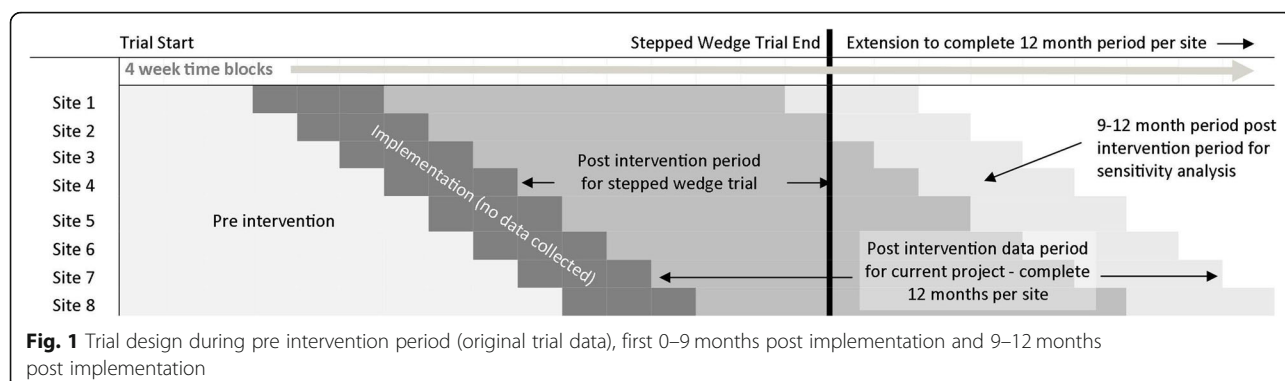 Trial Start
Stepped Wedge Trial End
Extension to complete 12 month period per site
4 week time blocks
Site 1
Site 2
Site 3
Site 4
Site 5
Site 6
Site 7
Site 8
Pre intervention
Implementation (no data collected)
Post intervention period
for stepped wedge trial
9-12 month period post
intervention period for
sensitivity analysis
Post intervention data period
for current project - complete
12 months per site
Fig. 1 Trial design during pre intervention period (original trial data), first 0–9 months post implementation and 9–12 months
post implementation